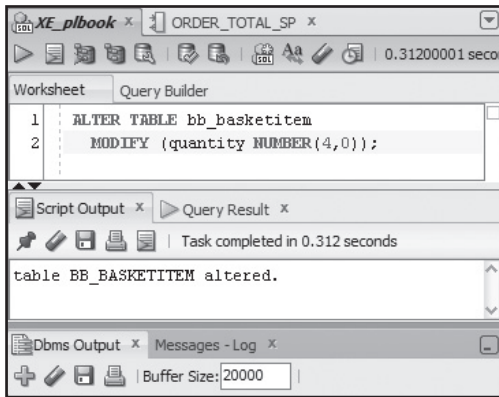 XE_plbook x ORDER_TOTAL_SP x
SQL Aa 0.31200001 seco
Worksheet Query Builder
1 ALTER TABLE bb_basketitem
2 MODIFY (quantity NUMBER(4,0));
Script Output x Query Result x
Task completed in 0.312 seconds
table BB_BASKETITEM altered.
Dbms Output x Messages - Log x
Buffer Size: 20000